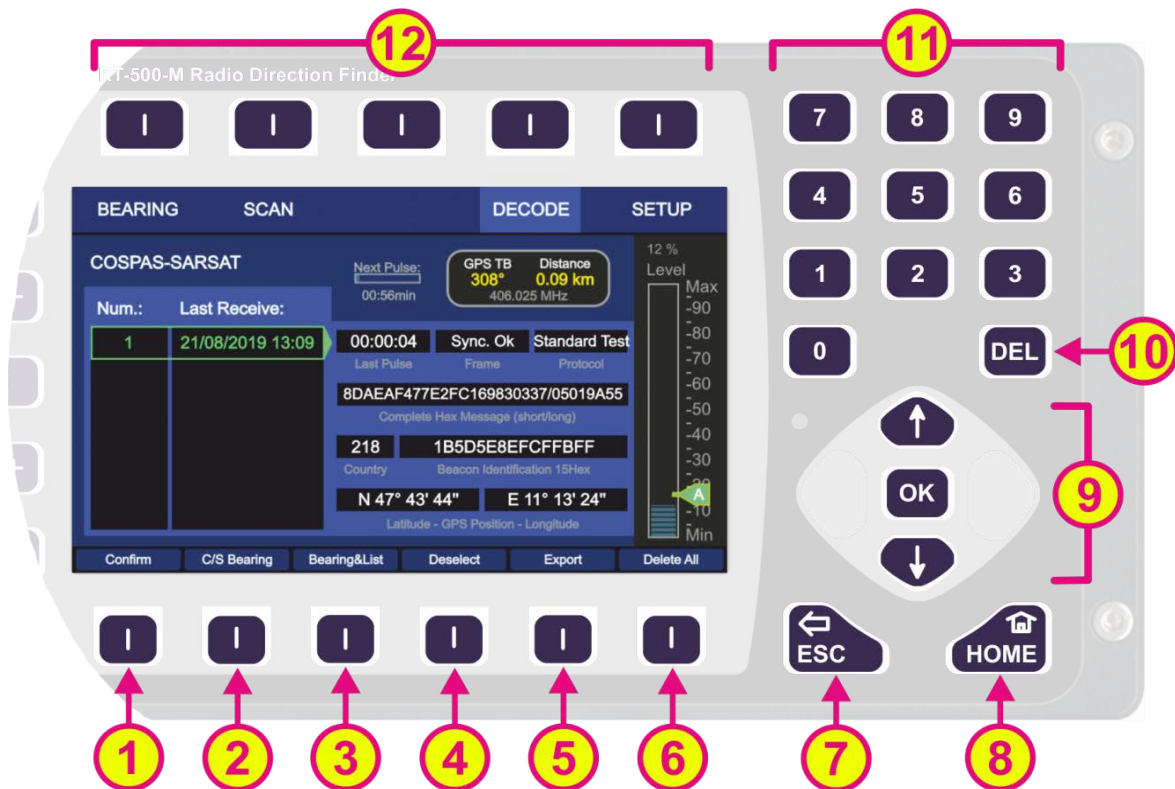 12
11
RT-500-M Radio Direction Finder
7 8 9
4 5 6
1 2 3
0 DEL
10
BEARING SCAN DECODE SETUP
COSPAS-SARSAT
Next Pulse:
00:56min
GPS TB Distance
308° 0.09 km
406.025 MHz
12 %
Level
Max
-90
-80
-70
-60
-50
-40
-30
-20
A
-10
Min
Num.: Last Receive:
1 21/08/2019 13:09
00:00:04 Sync. Ok Standard Test
Last Pulse Frame Protocol
8DAEAF477E2FC169830337/05019A55
Complete Hex Message (short/long)
218 1B5D5E8EFCFFBFF
Country Beacon Identification 15Hex
N 47° 43' 44" E 11° 13' 24"
Latitude - GPS Position - Longitude
Confirm C/S Bearing Bearing&List Deselect Export Delete All
OK
9
ESC HOME
1 2 3 4 5 6 7 8